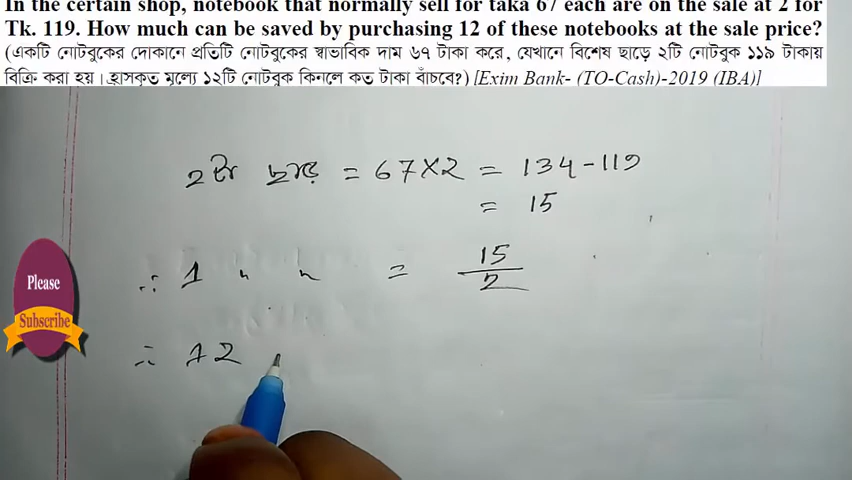 In the certain shop, notebook that normally sell for taka 67 each are on the sale at 2 for
Tk. 119. How much can be saved by purchasing 12 of these notebooks at the sale price?
(একটি নোটবুকের দোকানে প্রতিটি নোটবুকের স্বাভাবিক দাম ৬৭ টাকা করে, যেখানে বিশেষ ছাড়ে ২টি নোটবুক ১১৯ টাকায়
বিক্রি করা হয়। হ্রাসকৃত মূল্যে ১২টি নোটবুক কিনলে কত টাকা বাঁচবে?) [Exim Bank- (TO-Cash)-2019 (IBA)]
2টি ছাড়ে = 67×2 = 134-119
= 15
∴ 1 " " = 15/2
∴ 12
Please
Subscribe